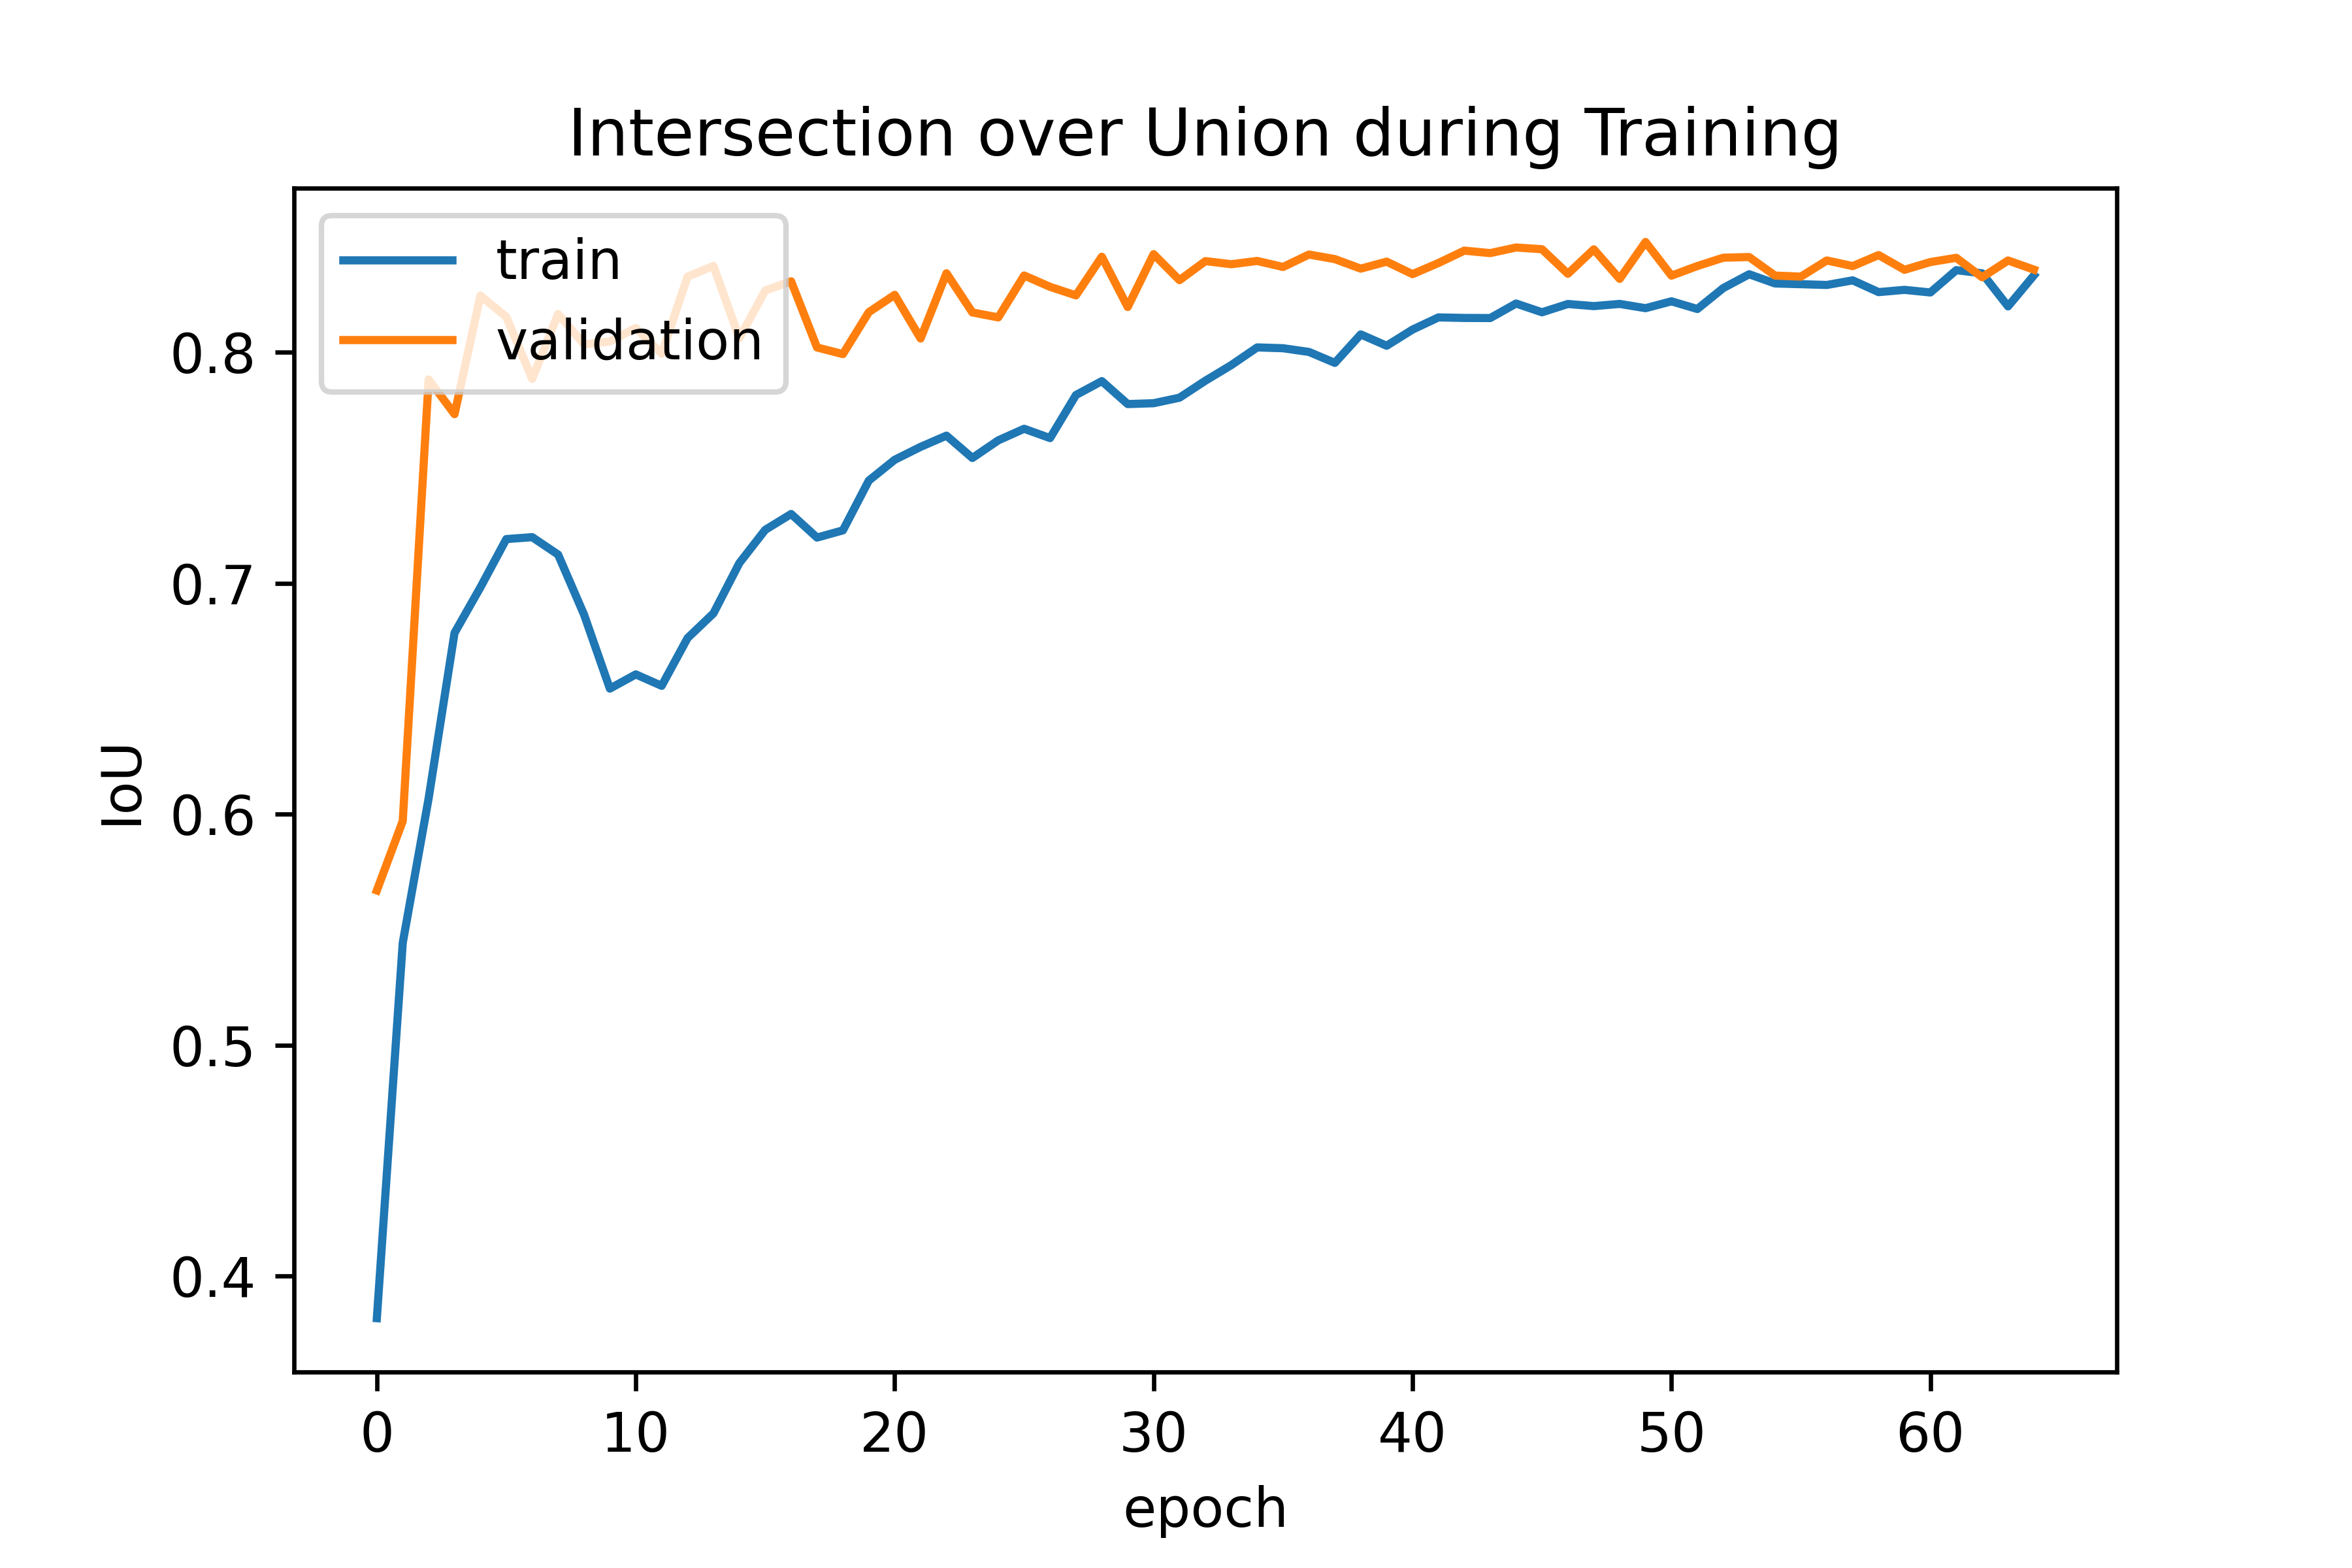 Intersection over Union during Training
train
validation
0.8
0.7
0.6
0.5
0.4
IoU
0 10 20 30 40 50 60
epoch